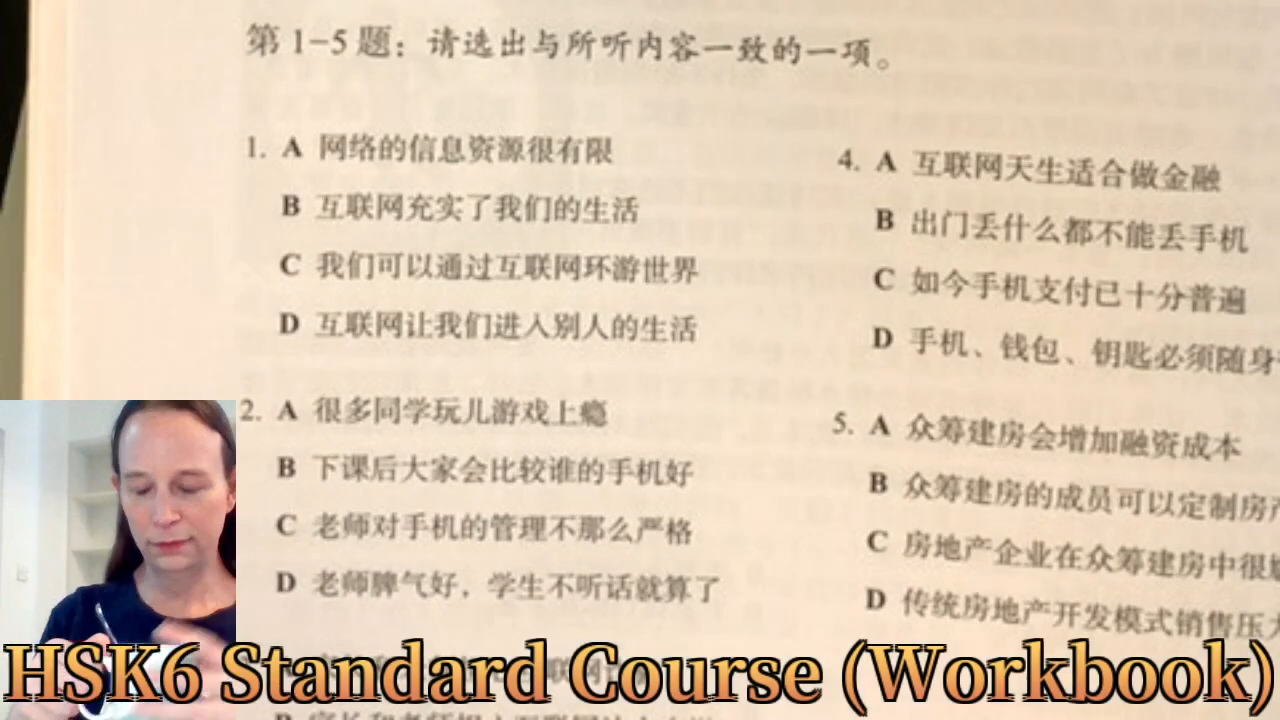 第 1-5 题：请选出与所听内容一致的一项。
1. A 网络的信息资源很有限
B 互联网充实了我们的生活
C 我们可以通过互联网环游世界
D 互联网让我们进入别人的生活
2. A 很多同学玩儿游戏上瘾
B 下课后大家会比较谁的手机好
C 老师对手机的管理不那么严格
D 老师脾气好，学生不听话就算了
4. A 互联网天生适合做金融
B 出门丢什么都不能丢手机
C 如今手机支付已十分普遍
D 手机、钱包、钥匙必须随身
5. A 众筹建房会增加融资成本
B 众筹建房的成员可以定制房
C 房地产企业在众筹建房中很
D 传统房地产开发模式销售压
HSK6 Standard Course (Workbook)